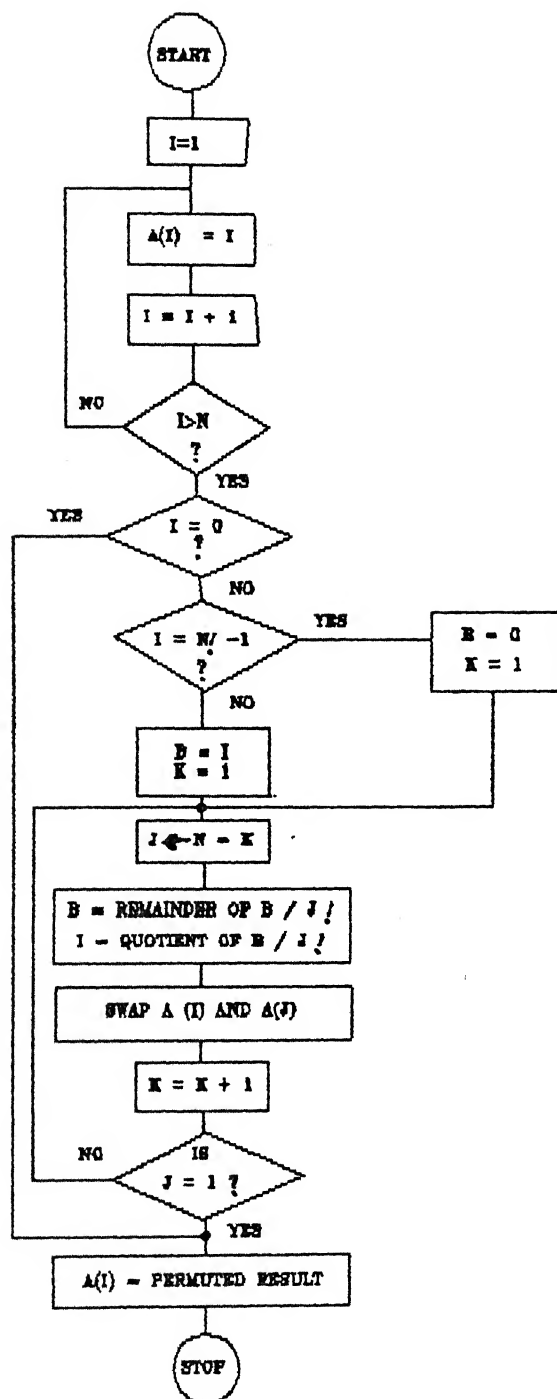 START
I=1
A(I) = I
I = I + 1
NO
I>N
?
YES
YES
I = 0
?
NO
I = N! -1
?
YES
B = 0
K = 1
NO
B = I
K = 1
J ← N - K
B = REMAINDER OF B / J!
I = QUOTIENT OF B / J!
SWAP A (I) AND A(J)
K = K + 1
NO
IS
J = 1 ?
YES
A(I) = PERMUTED RESULT
STOP